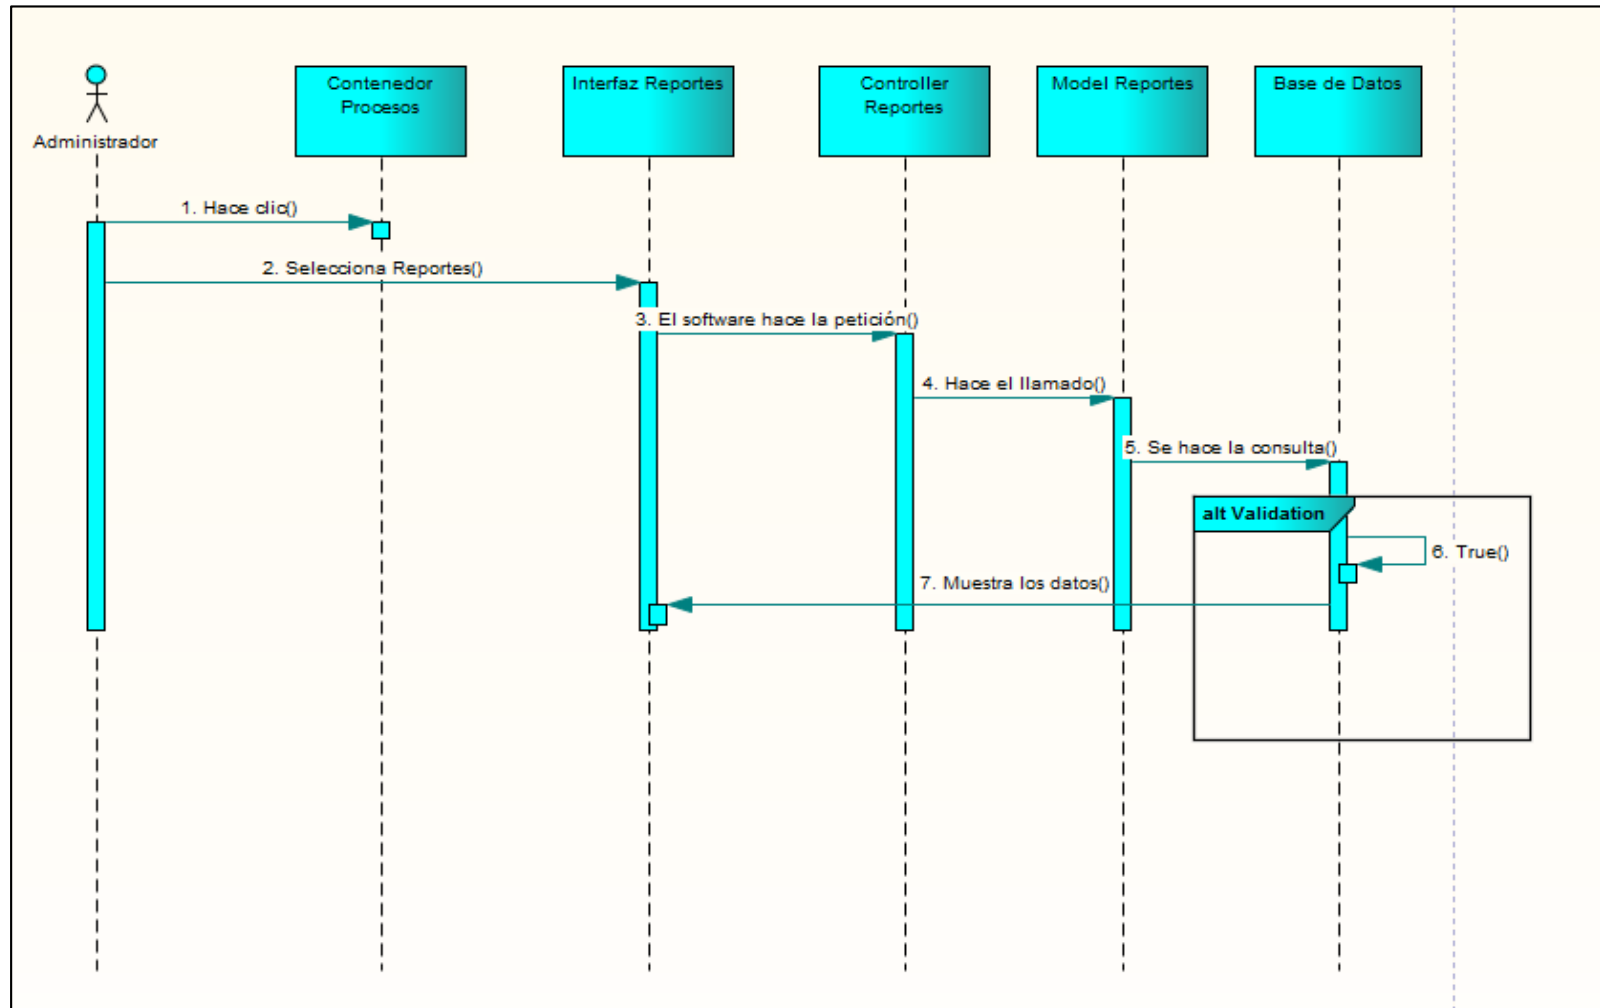 Administrador
Contenedor
Procesos
Interfaz Reportes
Controller
Reportes
Model Reportes
Base de Datos
1. Hace clic()
2. Selecciona Reportes()
3. El software hace la petición()
4. Hace el llamado()
5. Se hace la consulta()
alt Validation
6. True()
7. Muestra los datos()